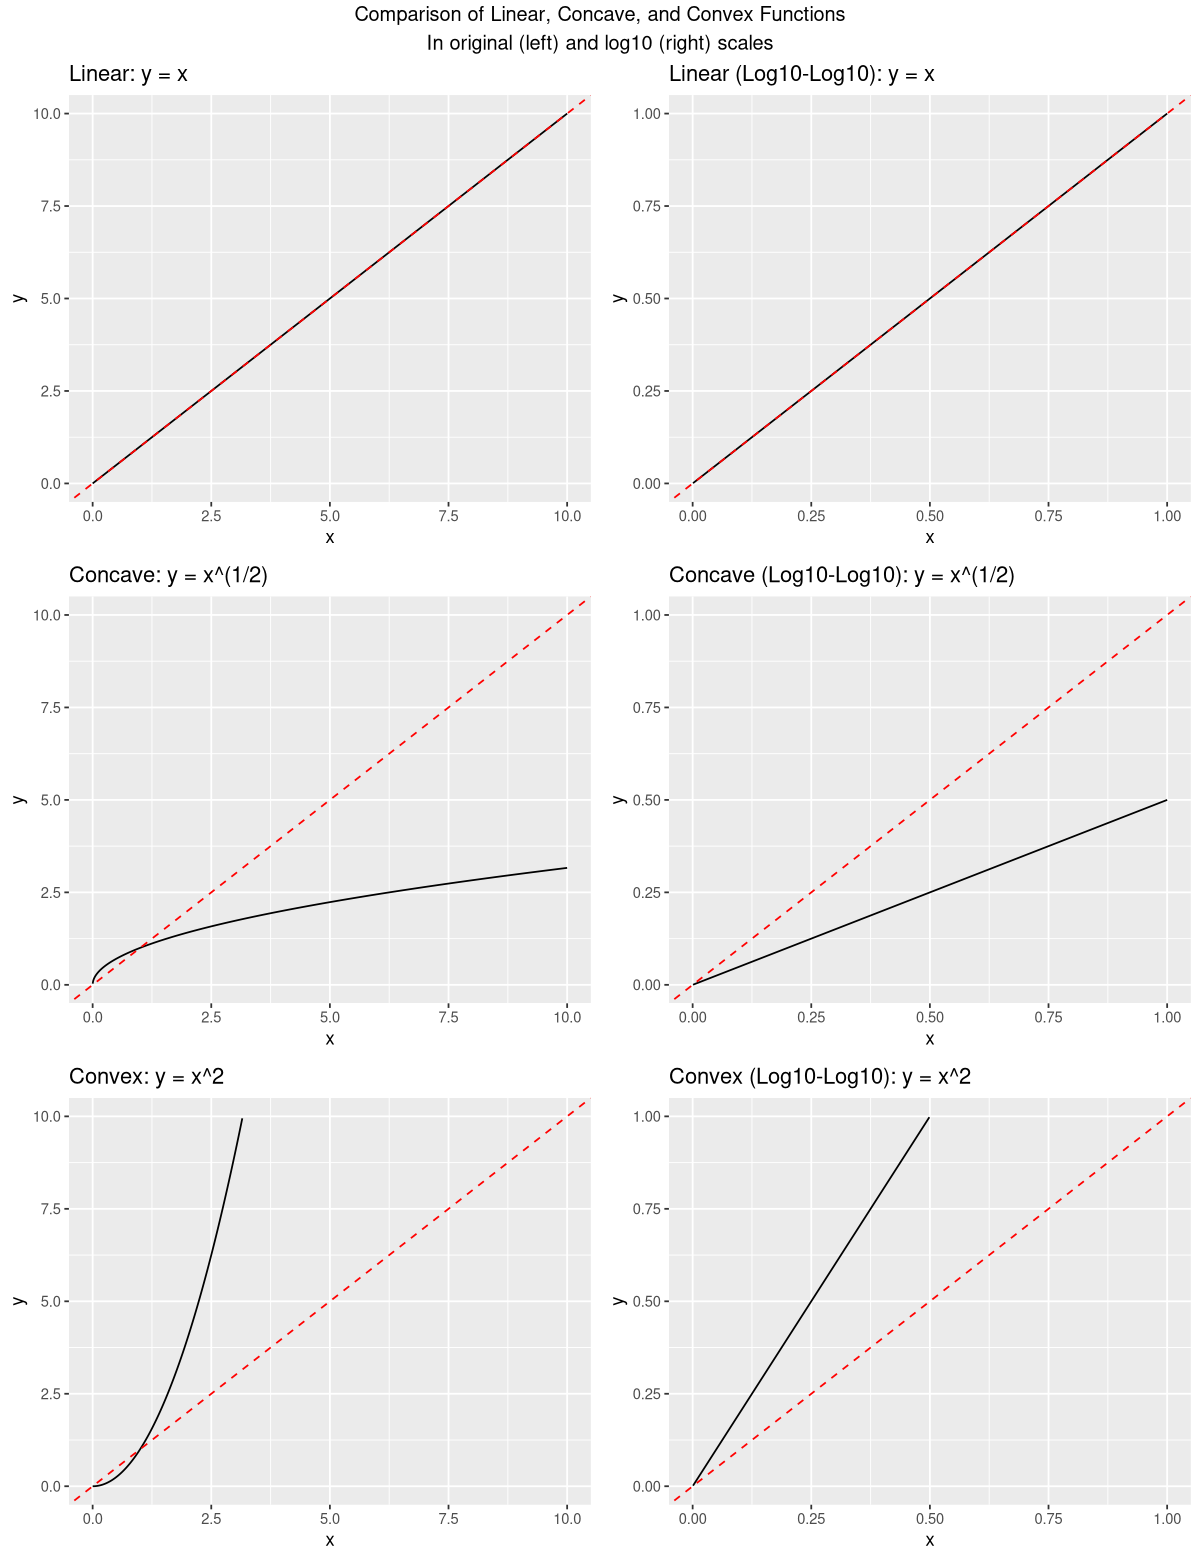 Comparison of Linear, Concave, and Convex Functions
In original (left) and log10 (right) scales
Linear: y = x
10.0
7.5
5.0
2.5
0.0
y
0.0 2.5 5.0 7.5 10.0
x
Linear (Log10-Log10): y = x
1.00
0.75
0.50
0.25
0.00
y
0.00 0.25 0.50 0.75 1.00
x
Concave: y = x^(1/2)
10.0
7.5
5.0
2.5
0.0
y
0.0 2.5 5.0 7.5 10.0
x
Concave (Log10-Log10): y = x^(1/2)
1.00
0.75
0.50
0.25
0.00
y
0.00 0.25 0.50 0.75 1.00
x
Convex: y = x^2
10.0
7.5
5.0
2.5
0.0
y
0.0 2.5 5.0 7.5 10.0
x
Convex (Log10-Log10): y = x^2
1.00
0.75
0.50
0.25
0.00
y
0.00 0.25 0.50 0.75 1.00
x